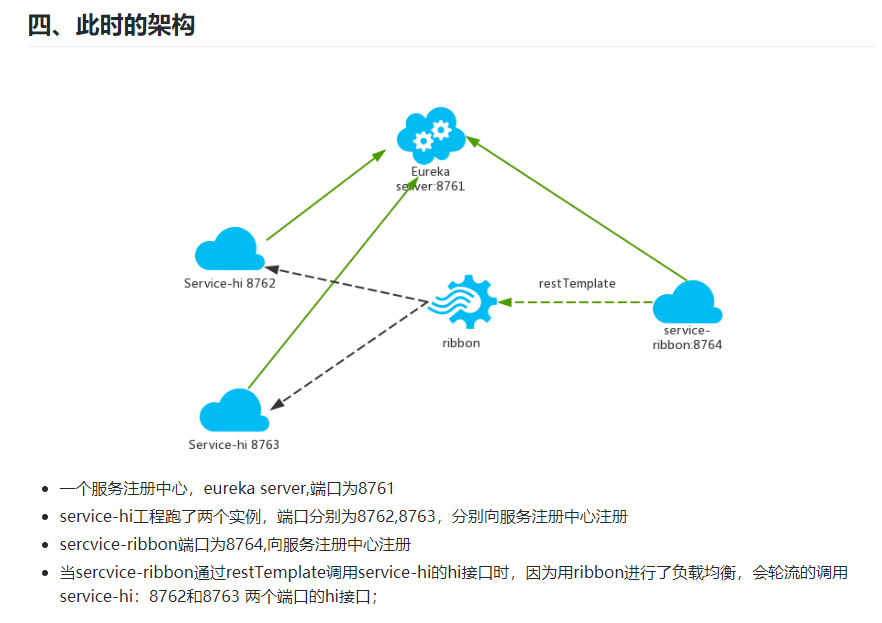 四、此时的架构
Eureka
server:8761
Service-hi 8762
restTemplate
ribbon
service-
ribbon:8764
Service-hi 8763
一个服务注册中心，eureka server,端口为8761
service-hi工程跑了两个实例，端口分别为8762,8763，分别向服务注册中心注册
sercvice-ribbon端口为8764,向服务注册中心注册
当sercvice-ribbon通过restTemplate调用service-hi的hi接口时，因为用ribbon进行了负载均衡，会轮流的调用
service-hi：8762和8763 两个端口的hi接口；